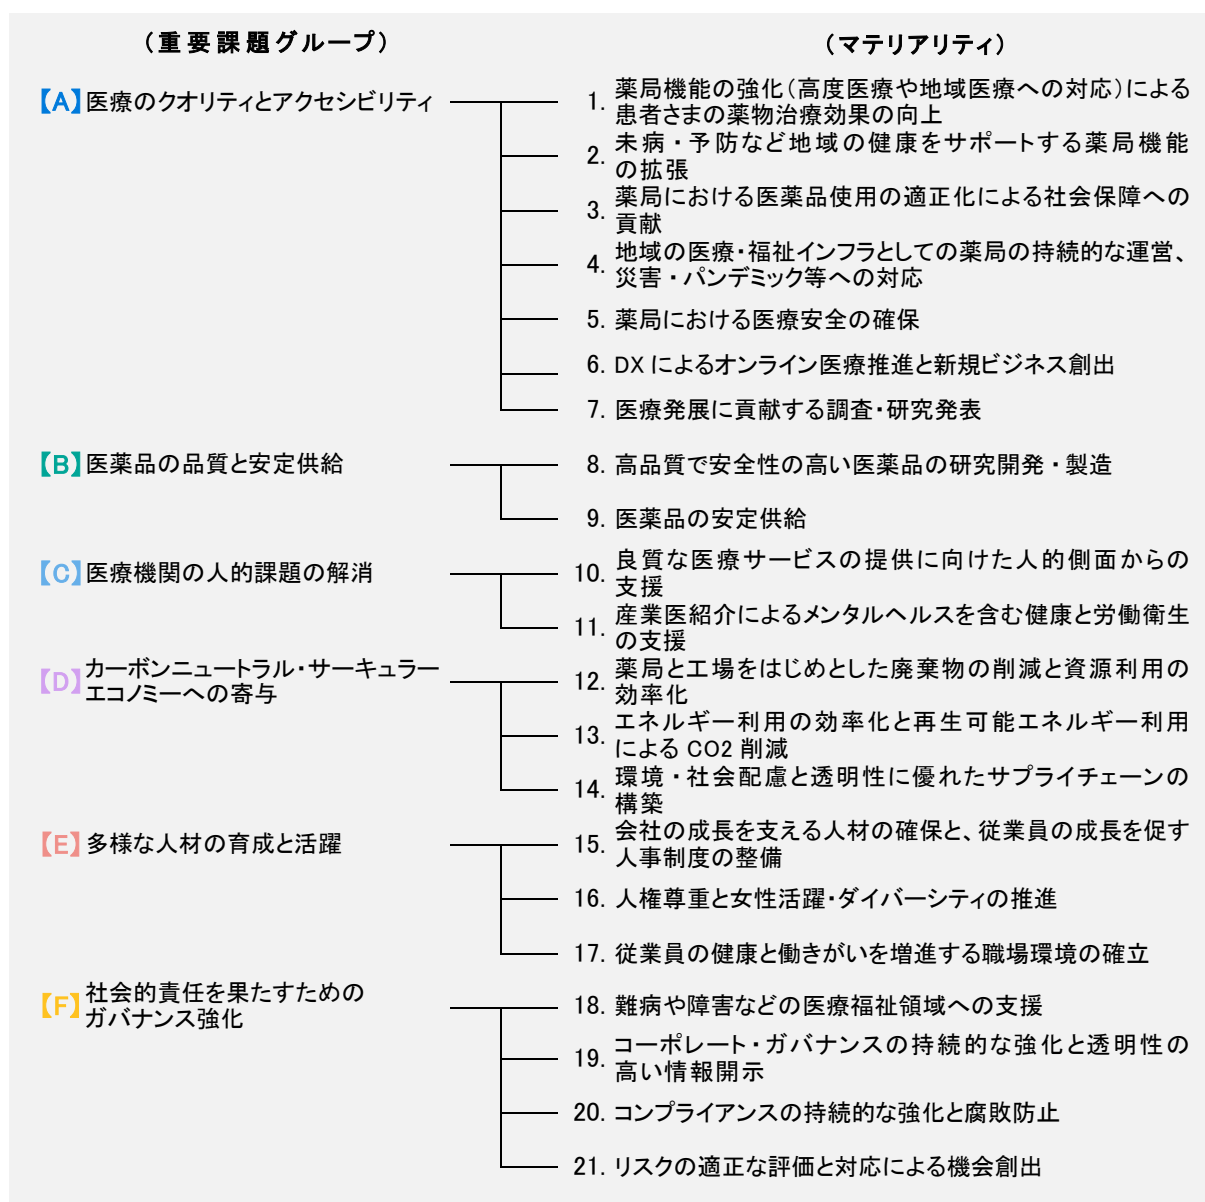 （重要課題グループ）
（マテリアリティ）
【A】医療のクオリティとアクセシビリティ
1. 薬局機能の強化（高度医療や地域医療への対応）による
患者さまの薬物治療効果の向上
2. 未病・予防など地域の健康をサポートする薬局機能
の拡張
3. 薬局における医薬品使用の適正化による社会保障への
貢献
4. 地域の医療・福祉インフラとしての薬局の持続的な運営、
災害・パンデミック等への対応
5. 薬局における医療安全の確保
6. DX によるオンライン医療推進と新規ビジネス創出
7. 医療発展に貢献する調査・研究発表
【B】医薬品の品質と安定供給
8. 高品質で安全性の高い医薬品の研究開発・製造
9. 医薬品の安定供給
【C】医療機関の人的課題の解消
10. 良質な医療サービスの提供に向けた人的側面からの
支援
11. 産業医紹介によるメンタルヘルスを含む健康と労働衛生
の支援
【D】カーボンニュートラル・サーキュラー
エコノミーへの寄与
12. 薬局と工場をはじめとした廃棄物の削減と資源利用の
効率化
13. エネルギー利用の効率化と再生可能エネルギー利用
による CO2 削減
14. 環境・社会配慮と透明性に優れたサプライチェーンの
構築
【E】多様な人材の育成と活躍
15. 会社の成長を支える人材の確保と、従業員の成長を促す
人事制度の整備
16. 人権尊重と女性活躍・ダイバーシティの推進
17. 従業員の健康と働きがいを増進する職場環境の確立
【F】社会的責任を果たすための
ガバナンス強化
18. 難病や障害などの医療福祉領域への支援
19. コーポレート・ガバナンスの持続的な強化と透明性の
高い情報開示
20. コンプライアンスの持続的な強化と腐敗防止
21. リスクの適正な評価と対応による機会創出